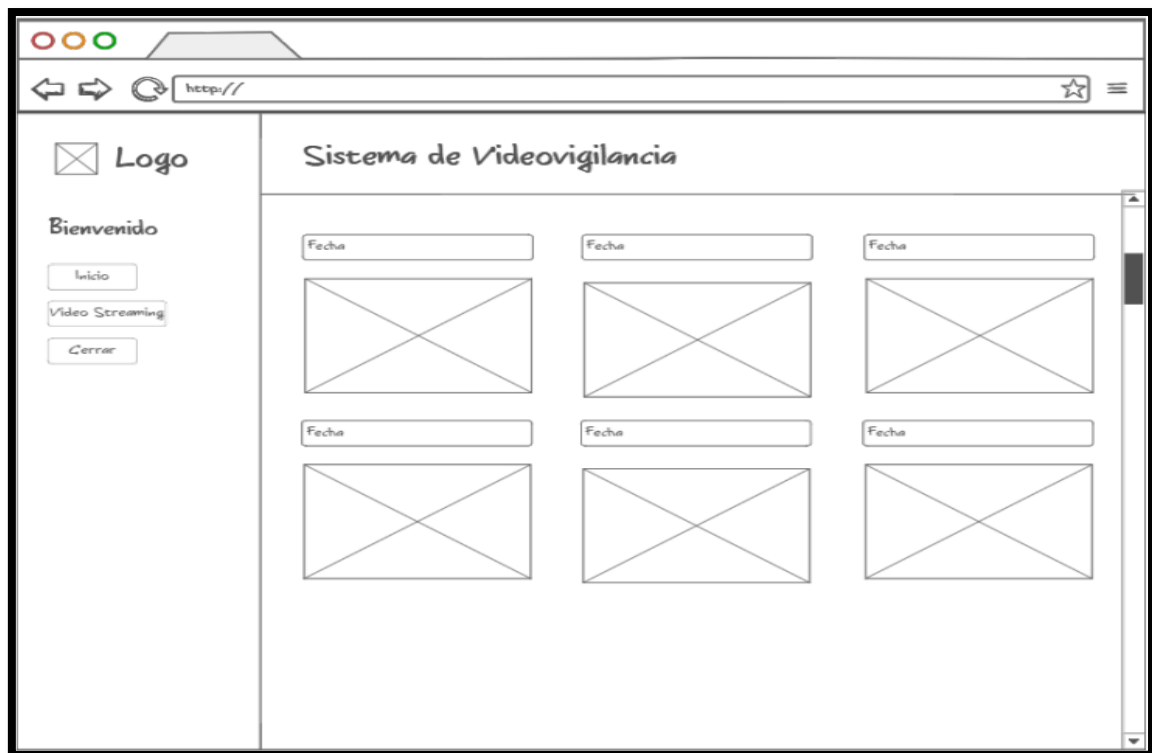 http://
Logo
Sistema de Videovigilancia
Bienvenido
Inicio
Video Streaming
Cerrar
Fecha
Fecha
Fecha
Fecha
Fecha
Fecha